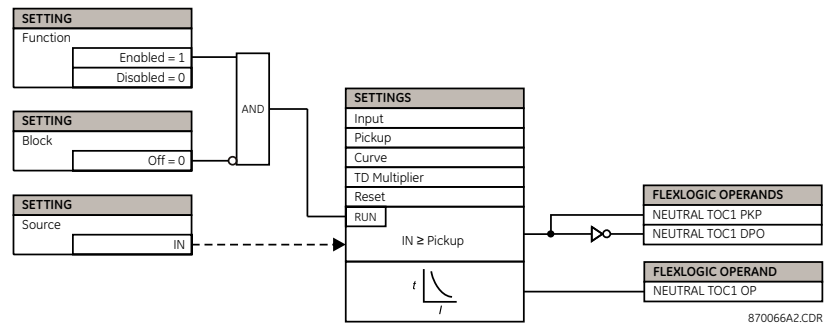 SETTING
Function
Enabled = 1
Disabled = 0
AND
SETTING
Block
Off = 0
SETTING
Source
IN
SETTINGS
Input
Pickup
Curve
TD Multiplier
Reset
RUN
IN ≥ Pickup
t
I
FLEXLOGIC OPERANDS
NEUTRAL TOC1 PKP
NEUTRAL TOC1 DPO
FLEXLOGIC OPERAND
NEUTRAL TOC1 OP
870066A2.CDR